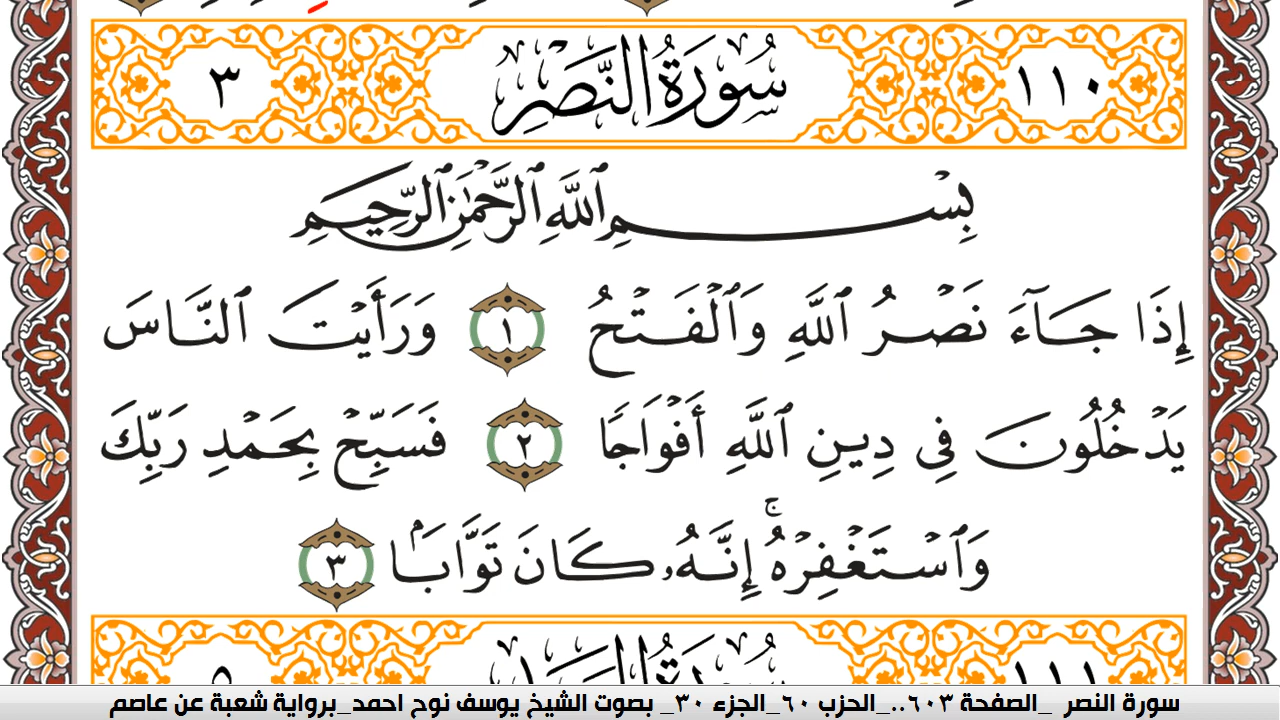 ١١٠ سُورَةُ النَّصْرِ ٣
بِسْمِ ٱللَّهِ ٱلرَّحْمَٰنِ ٱلرَّحِيمِ
إِذَا جَآءَ نَصْرُ ٱللَّهِ وَٱلْفَتْحُ ١ وَرَأَيْتَ ٱلنَّاسَ
يَدْخُلُونَ فِي دِينِ ٱللَّهِ أَفْوَاجًا ٢ فَسَبِّحْ بِحَمْدِ رَبِّكَ
وَٱسْتَغْفِرْهُۚ إِنَّهُۥ كَانَ تَوَّابَۢا ٣
سورة النصر _الصفحة ٦٠٣.._الحزب ٦٠_الجزء ٣٠_ بصوت الشيخ يوسف نوح احمد_برواية شعبة عن عاصم